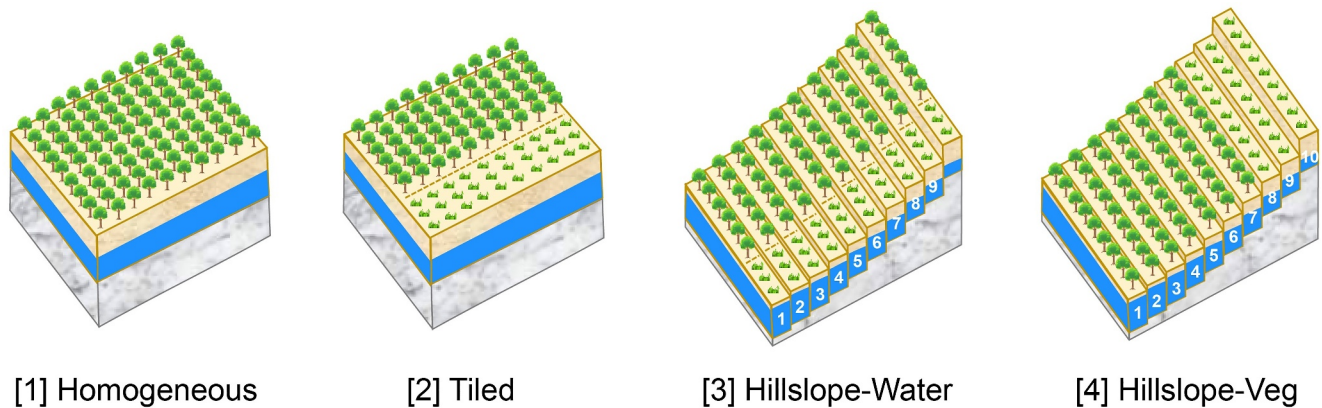 1 2 3 4 5 6 7 8 9
1 2 3 4 5 6 7 8 9 10
[1] Homogeneous
[2] Tiled
[3] Hillslope-Water
[4] Hillslope-Veg